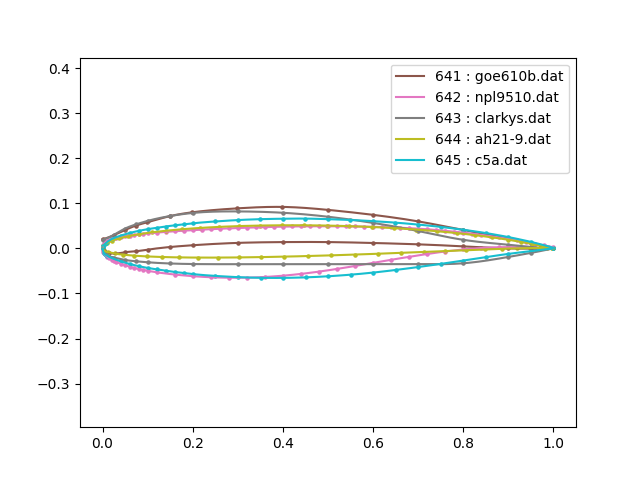 0.4
0.3
0.2
0.1
0.0
−0.1
−0.2
−0.3
0.0 0.2 0.4 0.6 0.8 1.0
641 : goe610b.dat
642 : npl9510.dat
643 : clarkys.dat
644 : ah21-9.dat
645 : c5a.dat